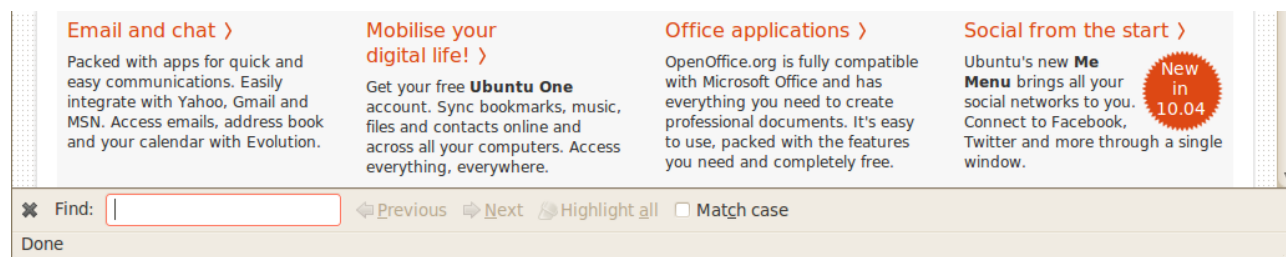 Email and chat 〉
Packed with apps for quick and
easy communications. Easily
integrate with Yahoo, Gmail and
MSN. Access emails, address book
and your calendar with Evolution.
Mobilise your
digital life! 〉
Get your free Ubuntu One
account. Sync bookmarks, music,
files and contacts online and
across all your computers. Access
everything, everywhere.
Office applications 〉
OpenOffice.org is fully compatible
with Microsoft Office and has
everything you need to create
professional documents. It's easy
to use, packed with the features
you need and completely free.
Social from the start 〉
Ubuntu's new Me
Menu brings all your
social networks to you.
Connect to Facebook,
Twitter and more through a single
window.
New
in
10.04
Find: Previous Next Highlight all Match case
Done